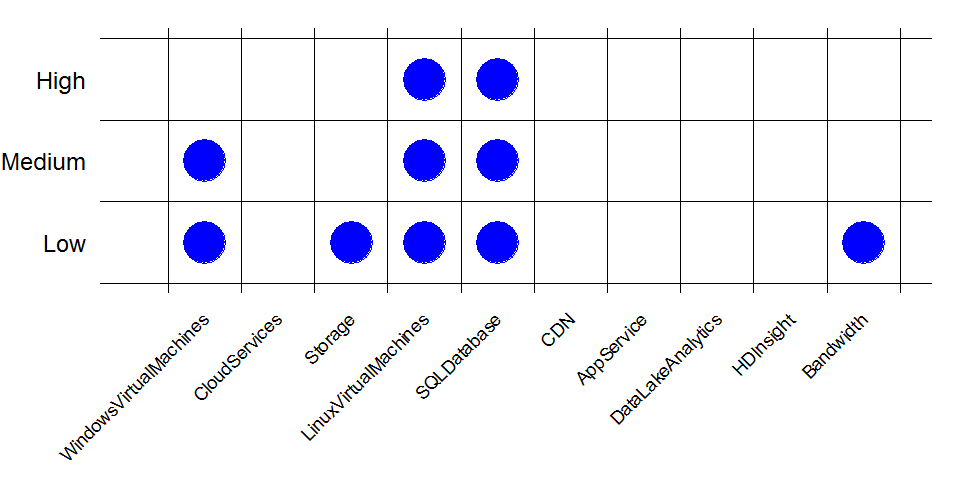 High
Medium
Low
WindowsVirtualMachines
CloudServices
Storage
LinuxVirtualMachines
SQLDatabase
CDN
AppService
DataLakeAnalytics
HDInsight
Bandwidth